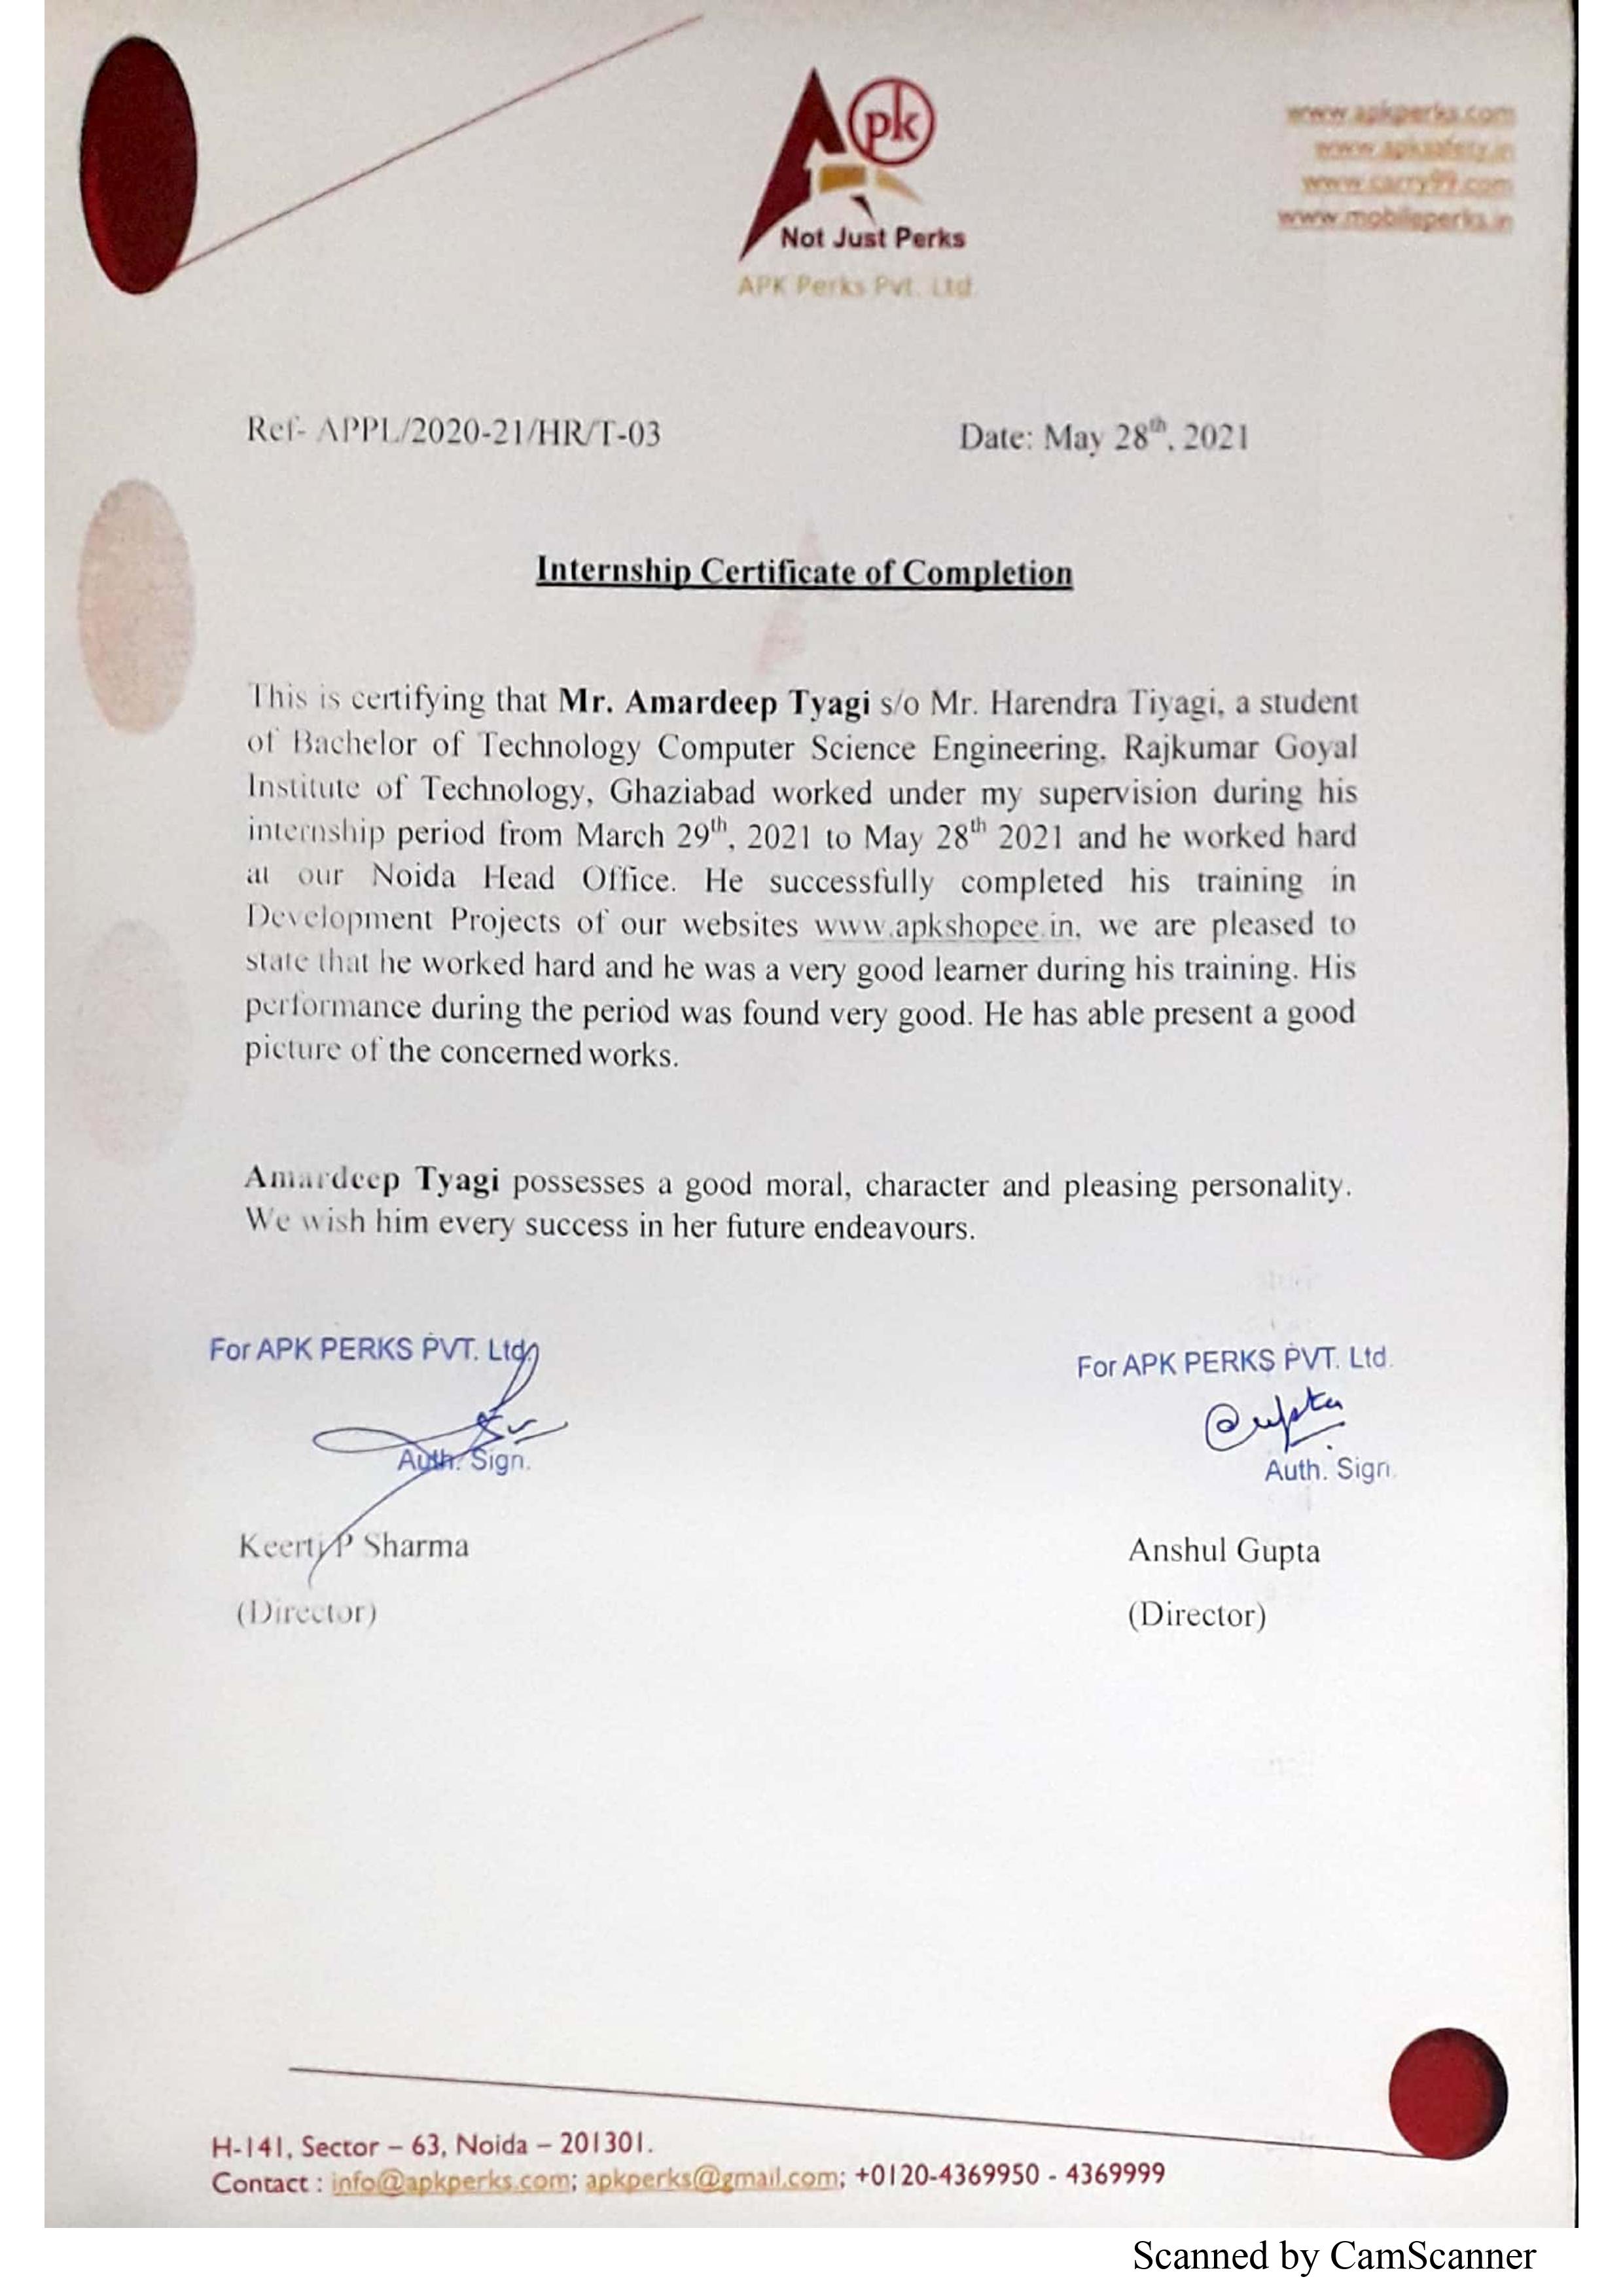 pk
Not Just Perks
APK Perks Pvt. Ltd.
www.apkperks.com
www.apksafety.in
www.carry99.com
www.mobileperks.in
Ref- APPL/2020-21/HR/T-03
Date: May 28th, 2021
Internship Certificate of Completion
This is certifying that Mr. Amardeep Tyagi s/o Mr. Harendra Tiyagi, a student
of Bachelor of Technology Computer Science Engineering, Rajkumar Goyal
Institute of Technology, Ghaziabad worked under my supervision during his
internship period from March 29th, 2021 to May 28th 2021 and he worked hard
at our Noida Head Office. He successfully completed his training in
Development Projects of our websites www.apkshopee.in, we are pleased to
state that he worked hard and he was a very good learner during his training. His
performance during the period was found very good. He has able present a good
picture of the concerned works.
Amardeep Tyagi possesses a good moral, character and pleasing personality.
We wish him every success in her future endeavours.
For APK PERKS PVT. Ltd.
Auth. Sign.
Keerti P Sharma
(Director)
For APK PERKS PVT. Ltd.
Gupta
Auth. Sign.
Anshul Gupta
(Director)
H-141, Sector – 63, Noida – 201301.
Contact : info@apkperks.com; apkperks@gmail.com; +0120-4369950 - 4369999
Scanned by CamScanner